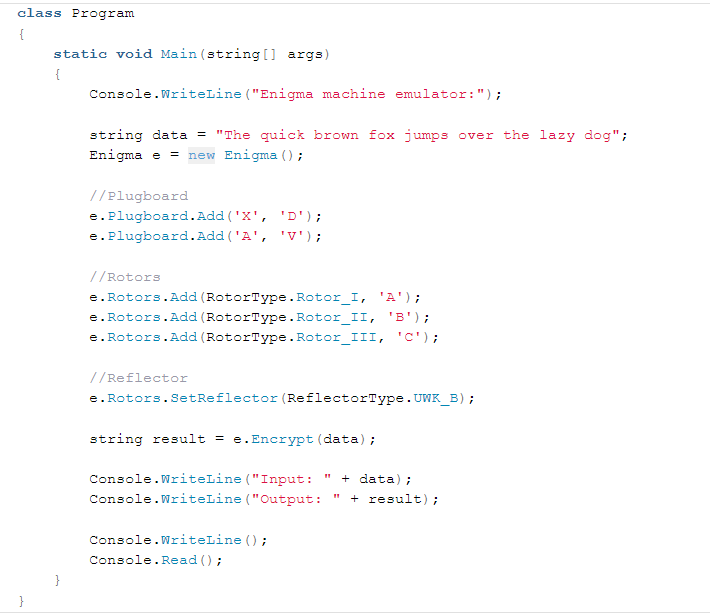 class Program
{
    static void Main(string[] args)
    {
        Console.WriteLine("Enigma machine emulator:");

        string data = "The quick brown fox jumps over the lazy dog";
        Enigma e = new Enigma();

        //Plugboard
        e.Plugboard.Add('X', 'D');
        e.Plugboard.Add('A', 'V');

        //Rotors
        e.Rotors.Add(RotorType.Rotor_I, 'A');
        e.Rotors.Add(RotorType.Rotor_II, 'B');
        e.Rotors.Add(RotorType.Rotor_III, 'C');

        //Reflector
        e.Rotors.SetReflector(ReflectorType.UWK_B);

        string result = e.Encrypt(data);

        Console.WriteLine("Input: " + data);
        Console.WriteLine("Output: " + result);

        Console.WriteLine();
        Console.Read();
    }
}